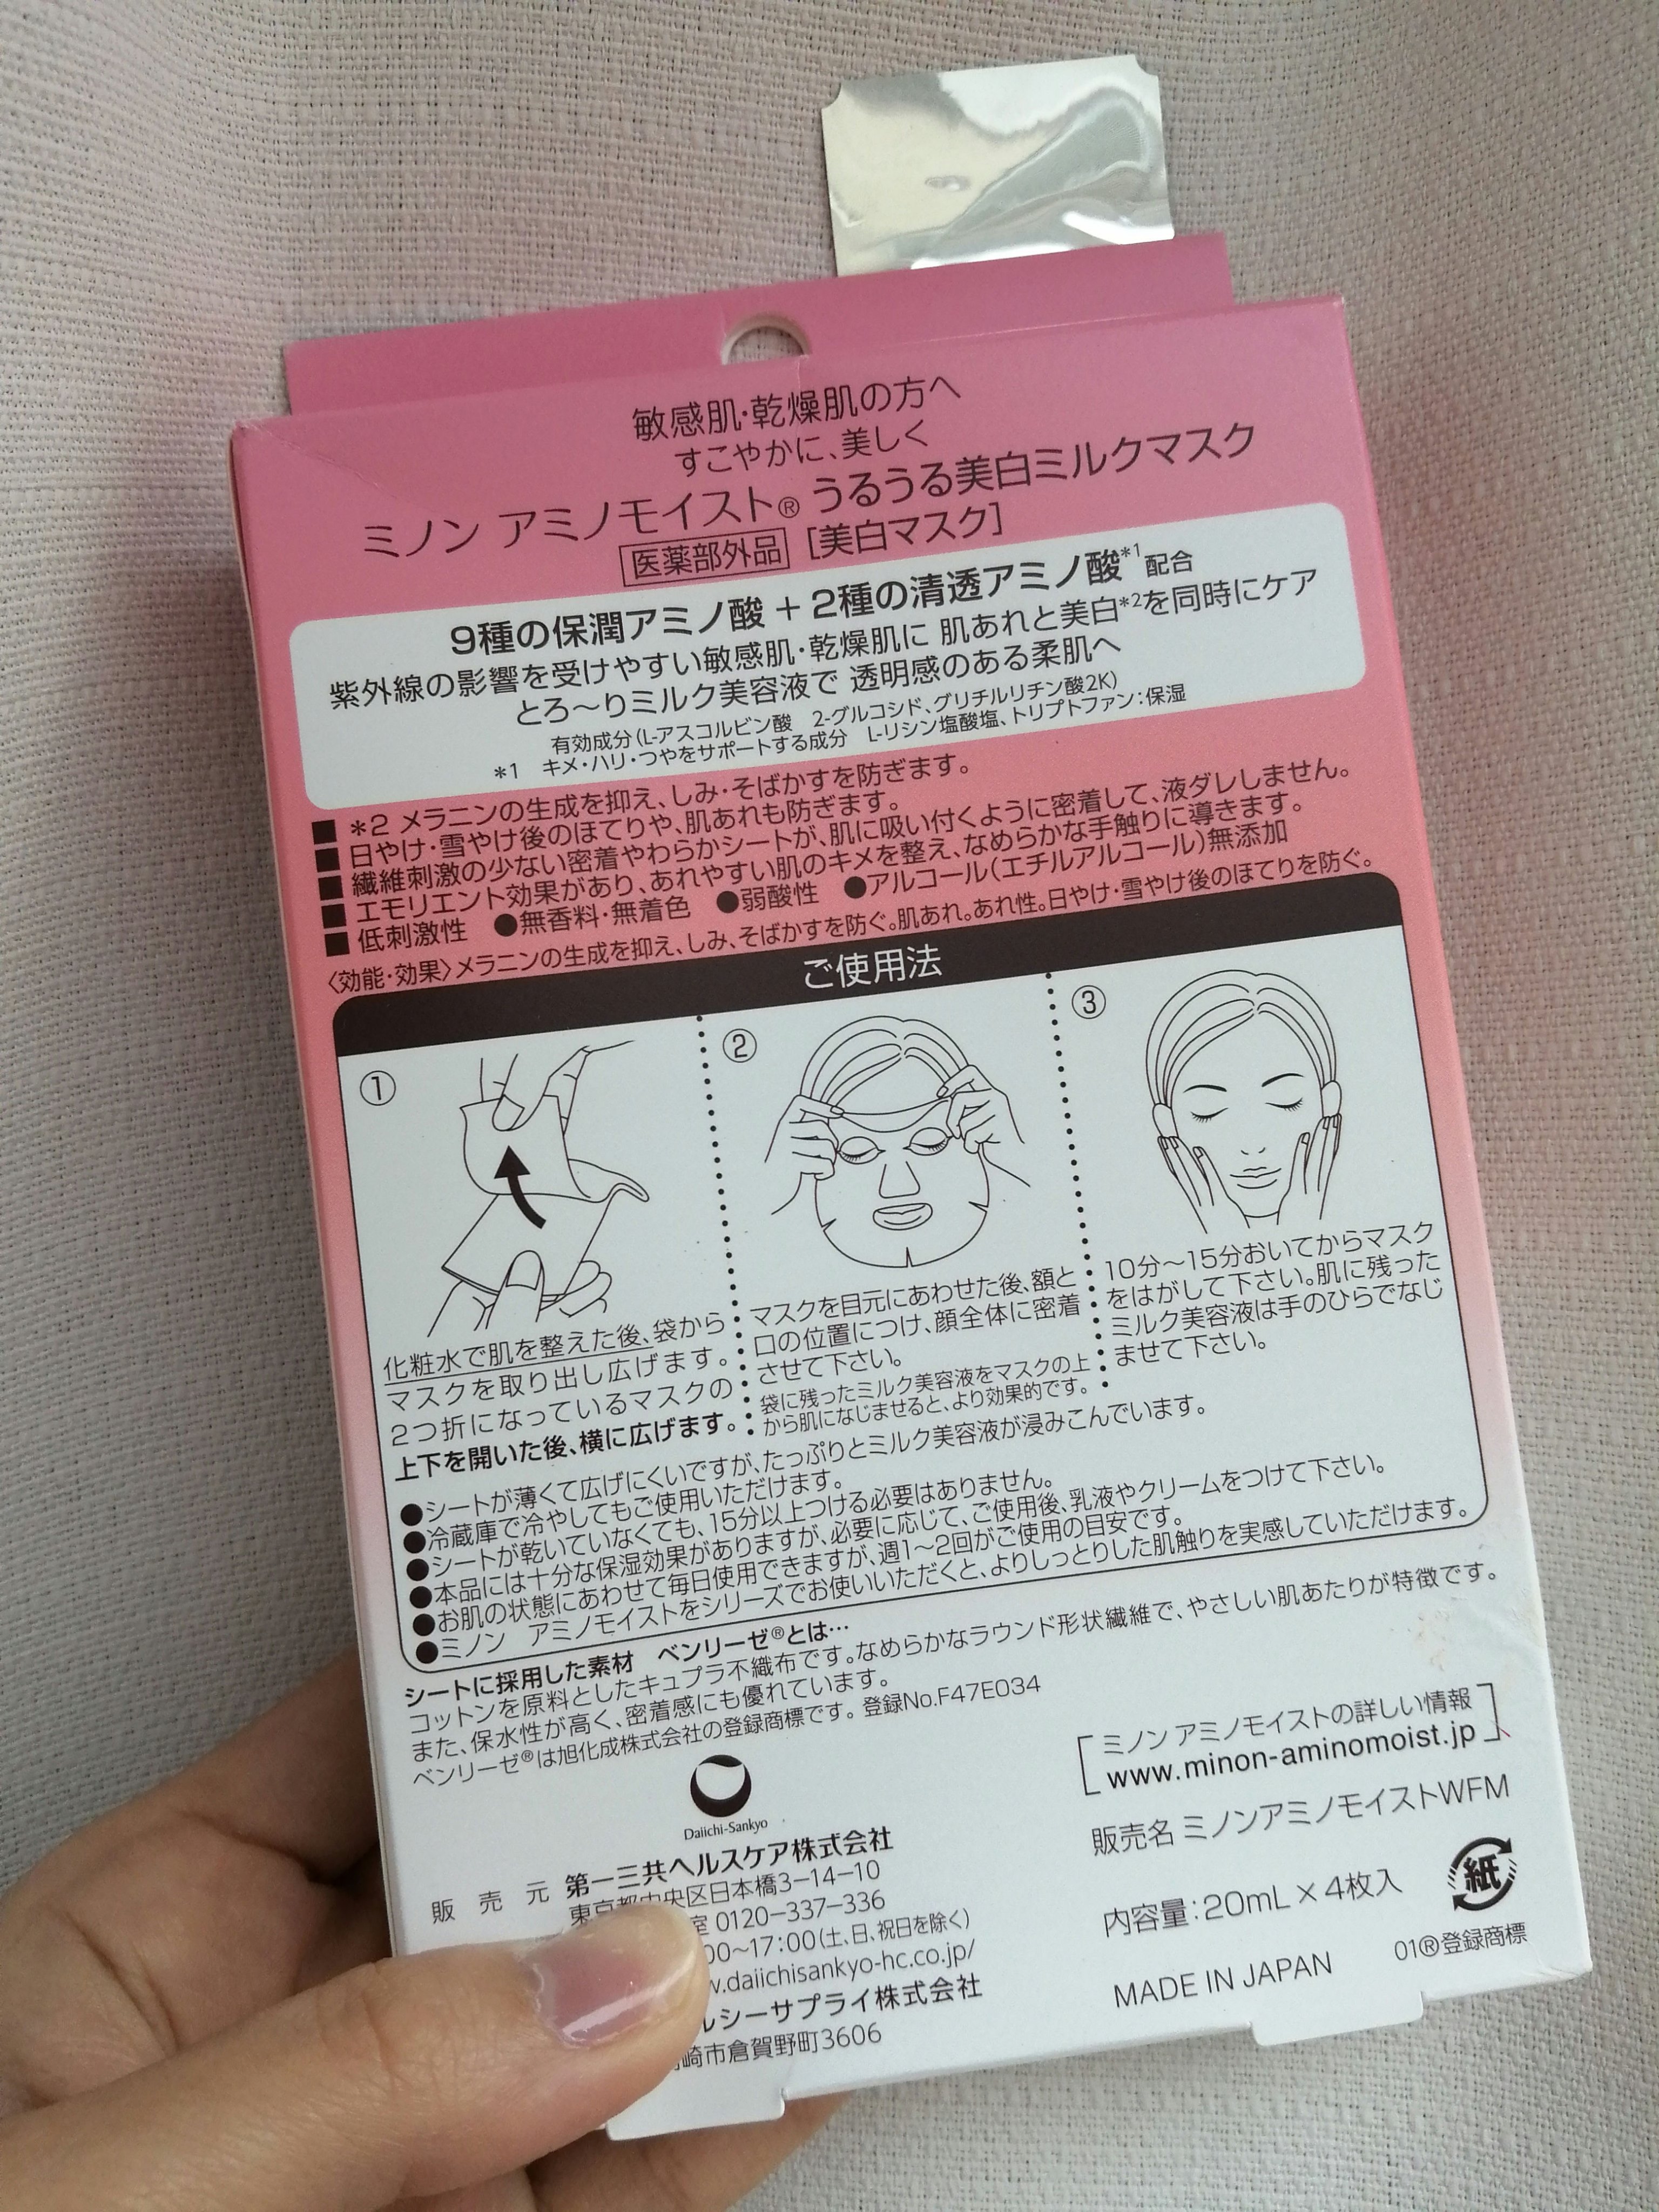 敏感肌・乾燥肌の方へ
すこやかに、美しく
ミノン アミノモイスト® うるうる美白ミルクマスク
医薬部外品 [美白マスク]
9種の保潤アミノ酸 + 2種の清透アミノ酸*1 配合
紫外線の影響を受けやすい敏感肌・乾燥肌に 肌あれと美白*2を同時にケア
とろ〜りミルク美容液で 透明感のある柔肌へ
有効成分(L-アスコルビン酸 2-グルコシド、グリチルリチン酸2K)
*1 キメ・ハリ・つやをサポートする成分 L-リシン塩酸塩、トリプトファン:保湿
■ *2 メラニンの生成を抑え、しみ・そばかすを防ぎます。
■ 日やけ・雪やけ後のほてりや、肌あれも防ぎます。
■ 繊維刺激の少ない密着やわらかシートが、肌に吸い付くように密着して、液ダレしません。
■ エモリエント効果があり、あれやすい肌のキメを整え、なめらかな手触りに導きます。
■ 低刺激性 ●無香料・無着色 ●弱酸性 ●アルコール(エチルアルコール)無添加
〈効能・効果〉メラニンの生成を抑え、しみ、そばかすを防ぐ。肌あれ。あれ性。日やけ・雪やけ後のほてりを防ぐ。
ご使用法
①
化粧水で肌を整えた後、袋から
マスクを取り出し広げます。
2つ折になっているマスクの
上下を開いた後、横に広げます。
②
マスクを目元にあわせた後、額と
口の位置につけ、顔全体に密着
させて下さい。
袋に残ったミルク美容液をマスクの上
から肌になじませると、より効果的です。
③
10分〜15分おいてからマスク
をはがして下さい。肌に残った
ミルク美容液は手のひらでなじ
ませて下さい。
●シートが薄くて広げにくいですが、たっぷりとミルク美容液が浸みこんでいます。
●冷蔵庫で冷やしてもご使用いただけます。
●シートが乾いていなくても、15分以上つける必要はありません。
●本品には十分な保湿効果がありますが、必要に応じて、ご使用後、乳液やクリームをつけて下さい。
●お肌の状態にあわせて毎日使用できますが、週1〜2回がご使用の目安です。
●ミノン アミノモイストをシリーズでお使いいただくと、よりしっとりした肌触りを実感していただけます。
シートに採用した素材 ベンリーゼ®とは…
コットンを原料としたキュプラ不織布です。なめらかなラウンド形状繊維で、やさしい肌あたりが特徴です。
また、保水性が高く、密着感にも優れています。
ベンリーゼ®は旭化成株式会社の登録商標です。登録No.F47E034
Daiichi-Sankyo
販売元 第一三共ヘルスケア株式会社
東京都中央区日本橋3-14-10
室 0120-337-336
00〜17:00(土、日、祝日を除く)
w.daiichisankyo-hc.co.jp/
ルシーサプライ株式会社
崎市倉賀野町3606
ミノン アミノモイストの詳しい情報
www.minon-aminomoist.jp
販売名 ミノンアミノモイストWFM
内容量:20mL×4枚入
紙
MADE IN JAPAN
01®登録商標